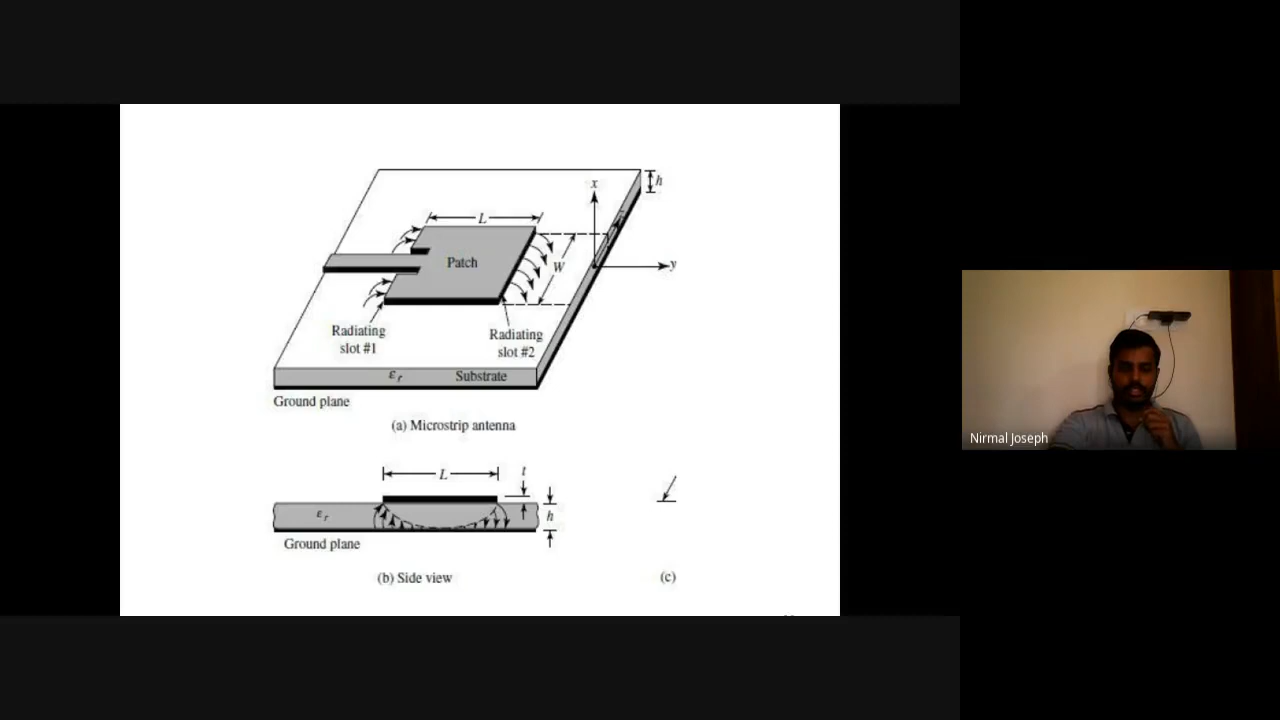 h
x
L
Patch
W
y
Radiating
slot #1
Radiating
slot #2
εr
Substrate
Ground plane
(a) Microstrip antenna
L
t
εr
h
Ground plane
(b) Side view
(c)
Nirmal Joseph